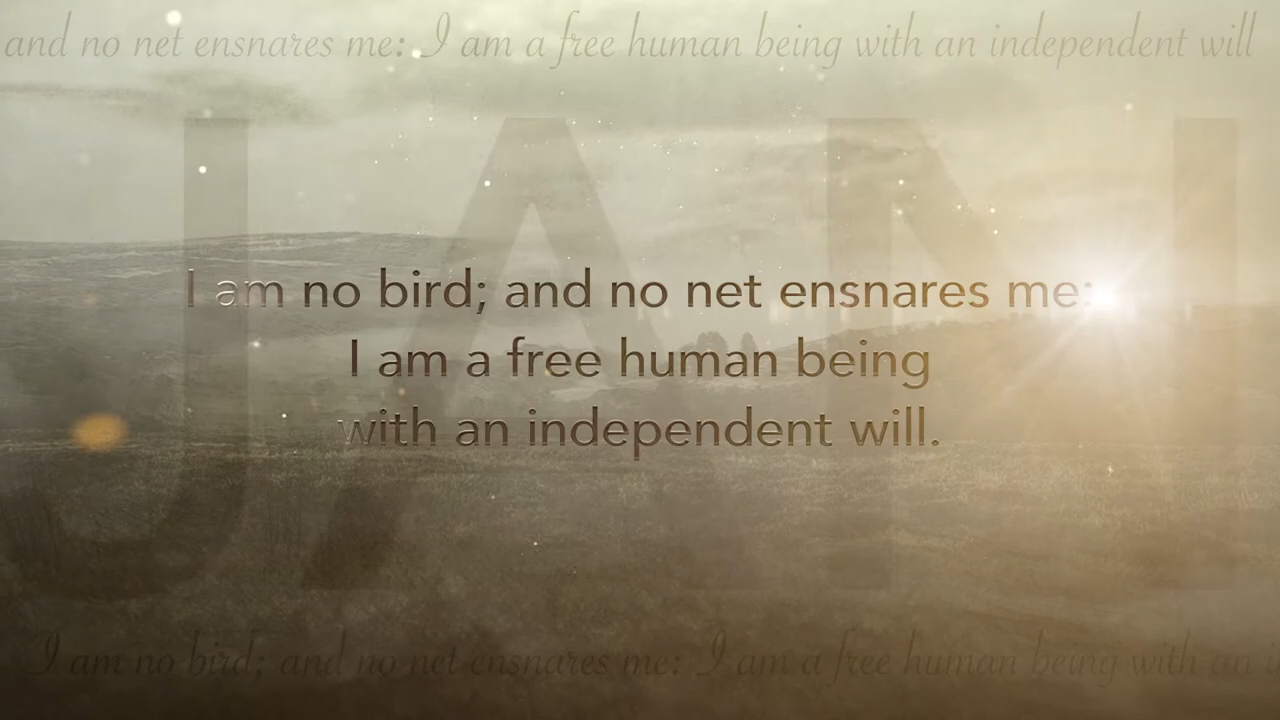 and no net ensnares me: I am a free human being with an independent will
JAN
I am no bird; and no net ensnares me:
I am a free human being
with an independent will.
I am no bird; and no net ensnares me: I am a free human being with an